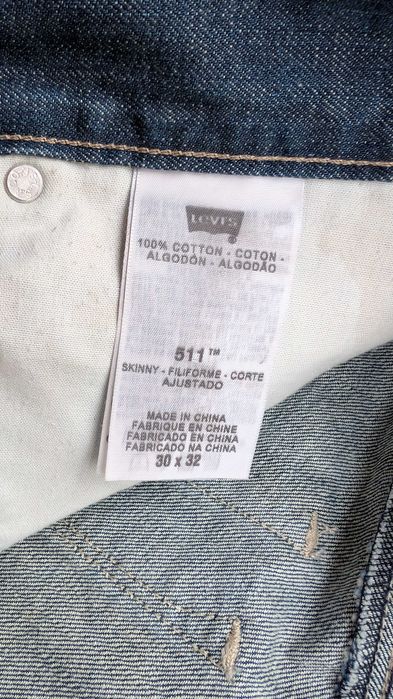 Levi's
100% COTTON - COTON -
ALGODÓN - ALGODÃO
511™
SKINNY - FILIFORME - CORTE
AJUSTADO
MADE IN CHINA
FABRIQUE EN CHINE
FABRICADO EN CHINA
FABRICADO NA CHINA
30 x 32